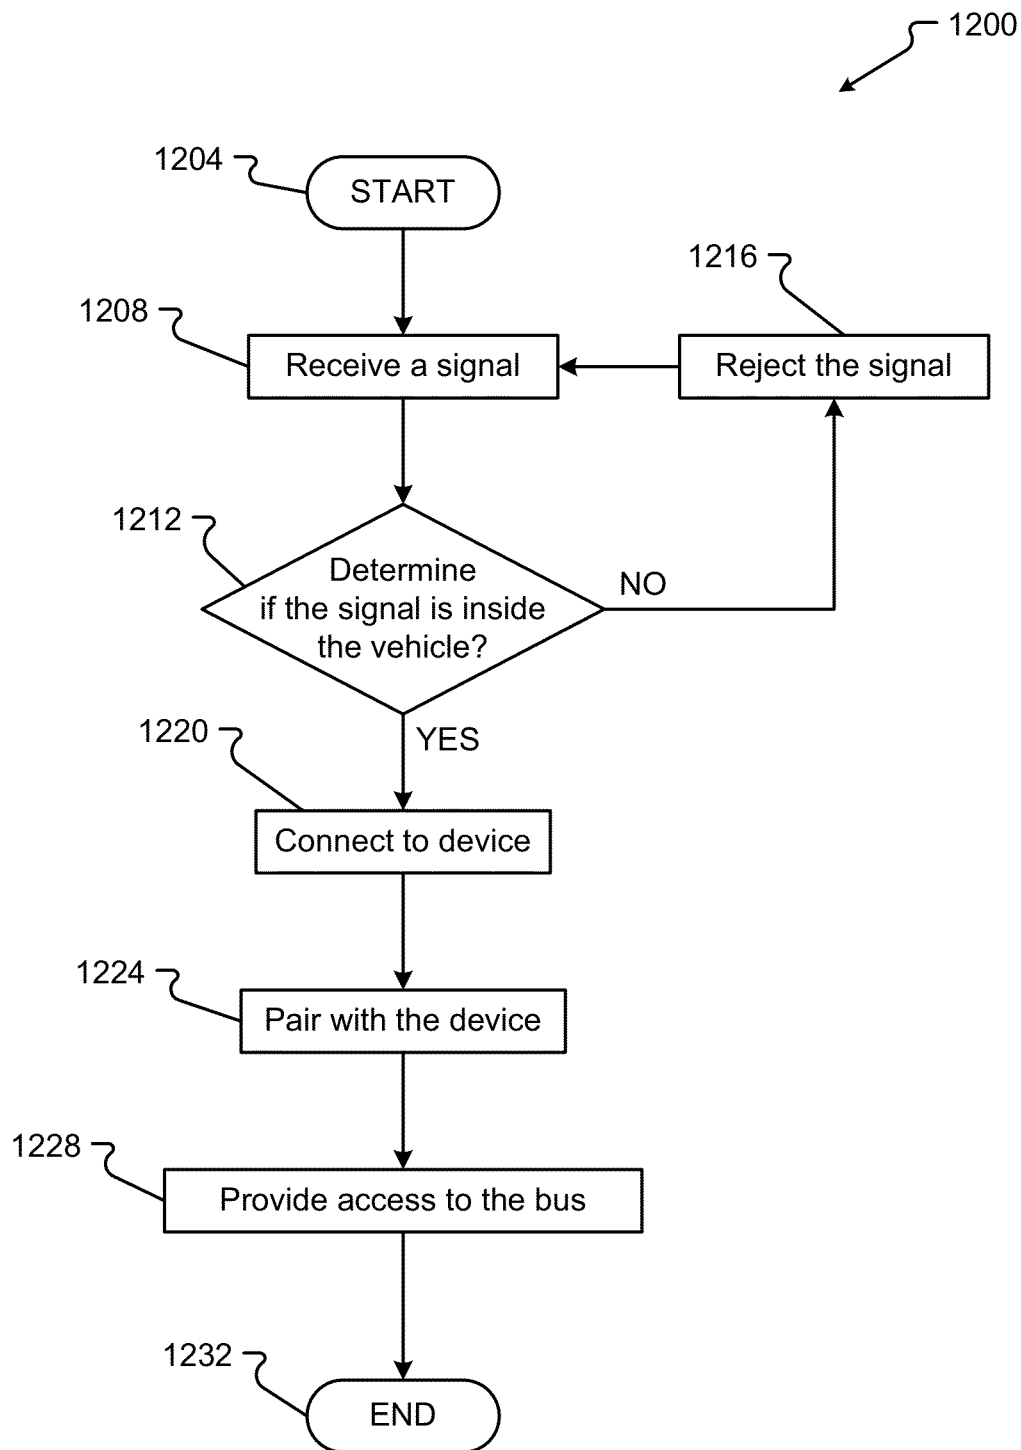 1200
1204
START
1216
1208
Receive a signal
Reject the signal
1212
Determine
if the signal is inside
the vehicle?
NO
1220
YES
Connect to device
1224
Pair with the device
1228
Provide access to the bus
1232
END